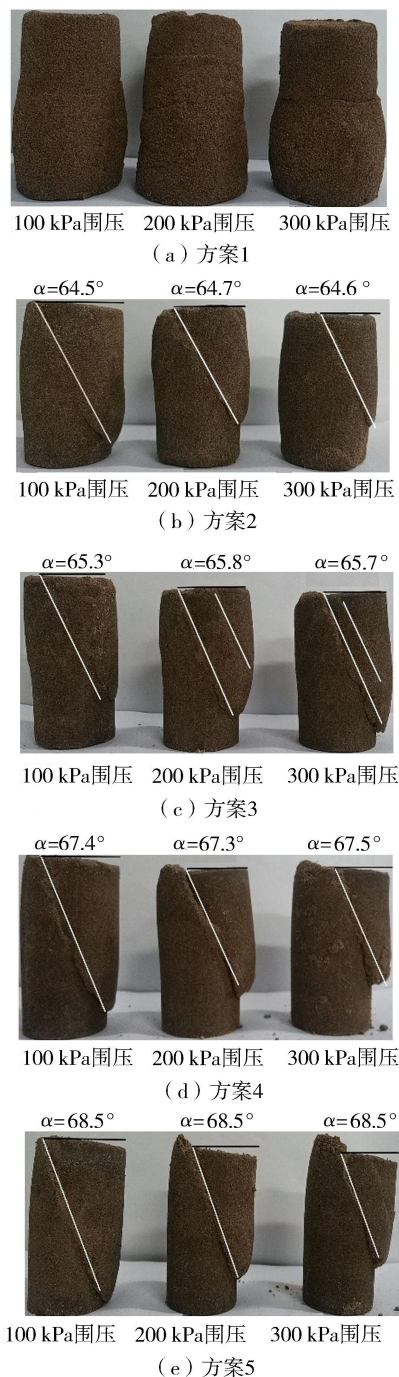 100 kPa围压 200 kPa围压 300 kPa围压
（a）方案1
α=64.5° α=64.7° α=64.6°
100 kPa围压 200 kPa围压 300 kPa围压
（b）方案2
α=65.3° α=65.8° α=65.7°
100 kPa围压 200 kPa围压 300 kPa围压
（c）方案3
α=67.4° α=67.3° α=67.5°
100 kPa围压 200 kPa围压 300 kPa围压
（d）方案4
α=68.5° α=68.5° α=68.5°
100 kPa围压 200 kPa围压 300 kPa围压
（e）方案5